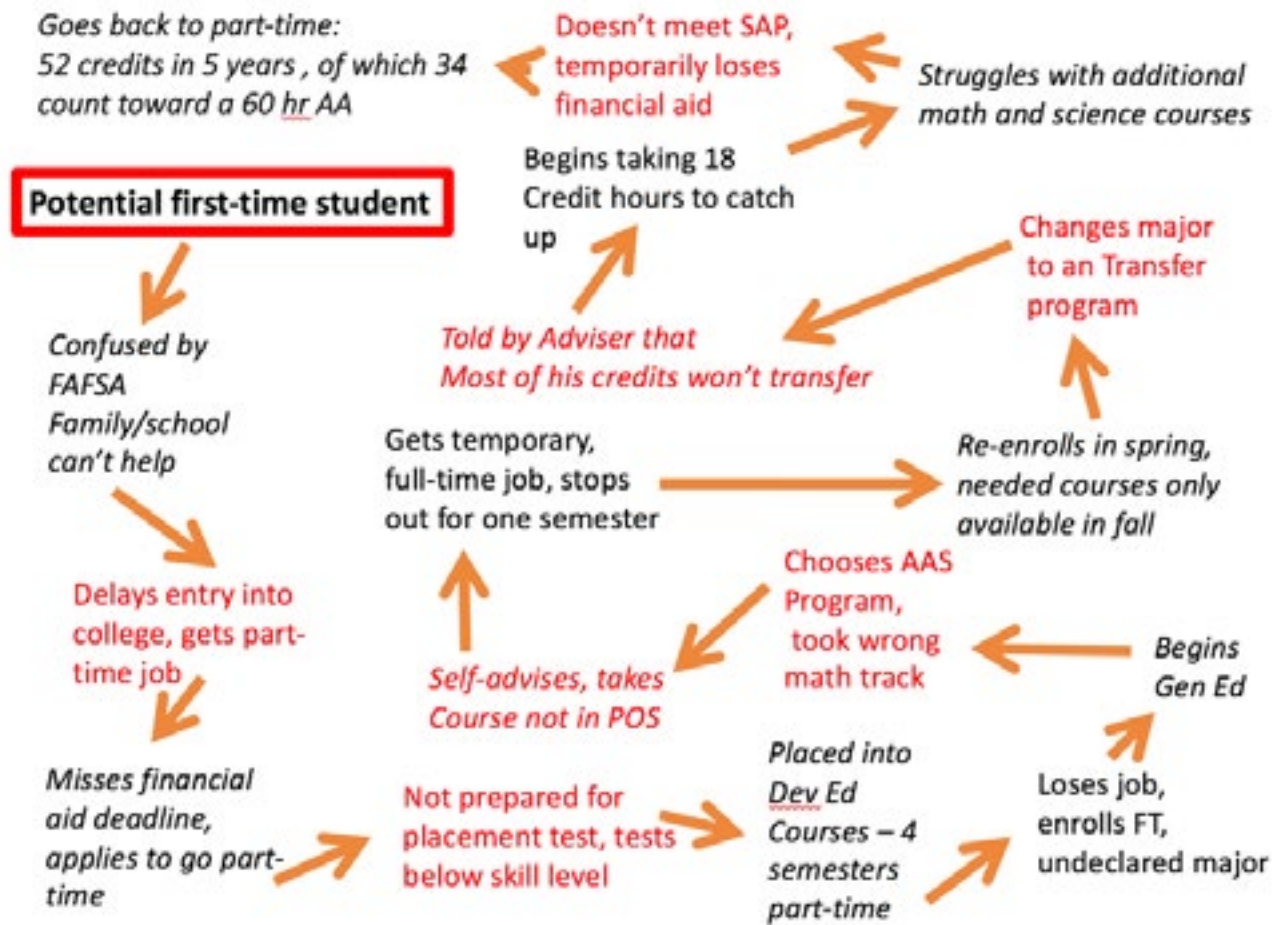 Goes back to part-time:
52 credits in 5 years , of which 34
count toward a 60 hr AA
Doesn't meet SAP,
temporarily loses
financial aid
Struggles with additional
math and science courses
Begins taking 18
Credit hours to catch
up
Potential first-time student
Changes major
to an Transfer
program
Told by Adviser that
Most of his credits won't transfer
Confused by
FAFSA
Family/school
can't help
Gets temporary,
full-time job, stops
out for one semester
Re-enrolls in spring,
needed courses only
available in fall
Delays entry into
college, gets part-
time job
Self-advises, takes
Course not in POS
Chooses AAS
Program,
took wrong
math track
Begins
Gen Ed
Misses financial
aid deadline,
applies to go part-
time
Not prepared for
placement test, tests
below skill level
Placed into
Dev Ed
Courses – 4
semesters
part-time
Loses job,
enrolls FT,
undeclared major